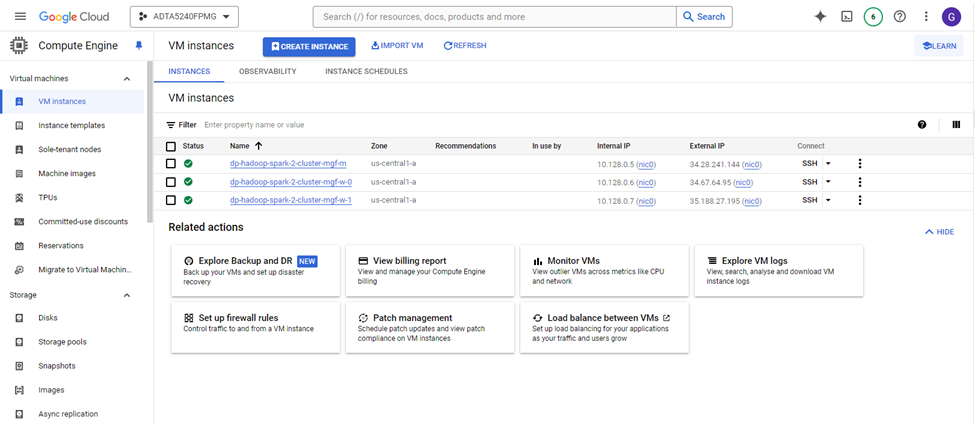 Google Cloud
ADTA5240FPMG
Search (/) for resources, docs, products and more
Search
6
G
Compute Engine
VM instances
CREATE INSTANCE
IMPORT VM
REFRESH
LEARN
INSTANCES
OBSERVABILITY
INSTANCE SCHEDULES
Virtual machines
VM instances
Instance templates
Sole-tenant nodes
Machine images
TPUs
Committed-use discounts
Reservations
Migrate to Virtual Machin...
Storage
Disks
Storage pools
Snapshots
Images
Async replication
VM instances
Filter Enter property name or value
Status Name Zone Recommendations In use by Internal IP External IP Connect
dp-hadoop-spark-2-cluster-mgf-m us-central1-a 10.128.0.5 (nic0) 34.28.241.144 (nic0) SSH
dp-hadoop-spark-2-cluster-mgf-w-0 us-central1-a 10.128.0.6 (nic0) 34.67.64.95 (nic0) SSH
dp-hadoop-spark-2-cluster-mgf-w-1 us-central1-a 10.128.0.7 (nic0) 35.188.27.195 (nic0) SSH
Related actions
HIDE
Explore Backup and DR NEW
Back up your VMs and set up disaster
recovery
View billing report
View and manage your Compute Engine
billing
Monitor VMs
View outlier VMs across metrics like CPU
and network
Explore VM logs
View, search, analyse and download VM
instance logs
Set up firewall rules
Control traffic to and from a VM instance
Patch management
Schedule patch updates and view patch
compliance on VM instances
Load balance between VMs
Set up load balancing for your applications
as your traffic and users grow